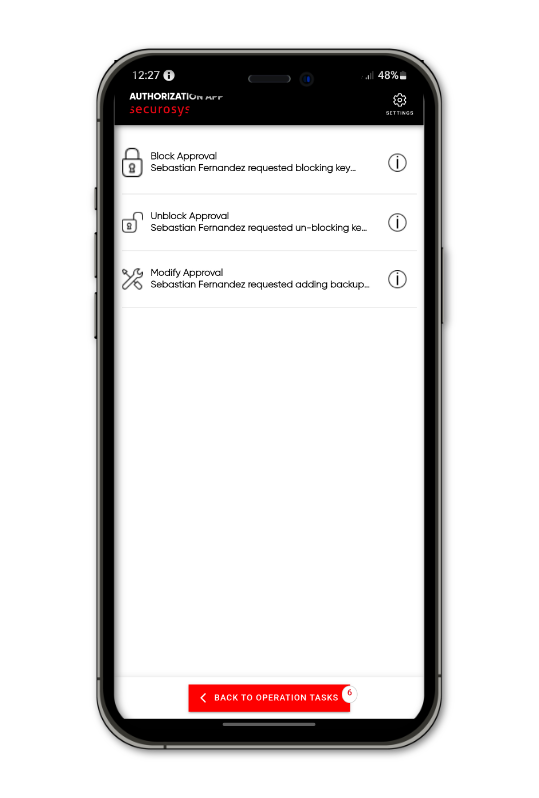 12:27
48%
AUTHORIZATION APP
securosys
SETTINGS
Block Approval
Sebastian Fernandez requested blocking key...
Unblock Approval
Sebastian Fernandez requested un-blocking ke...
Modify Approval
Sebastian Fernandez requested adding backup...
BACK TO OPERATION TASKS
6